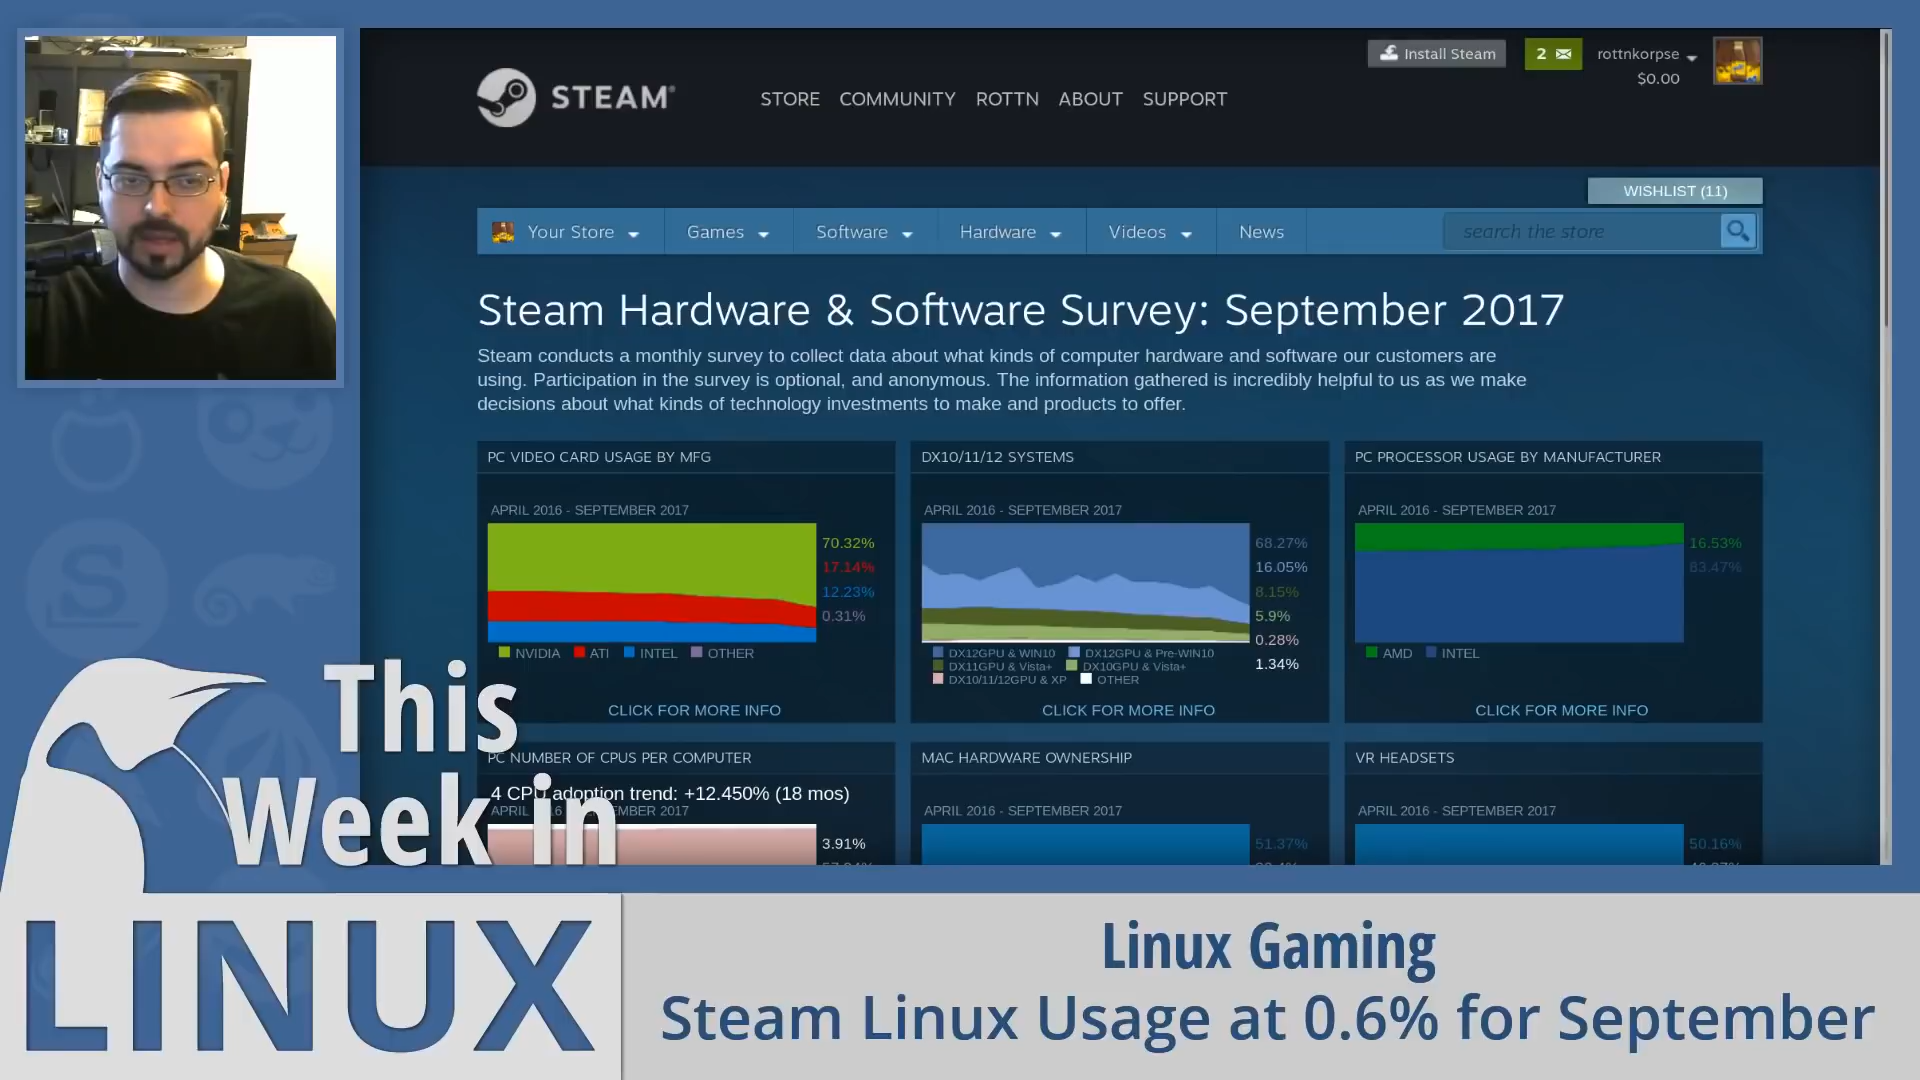 Install Steam
2
rottnkorpse
$0.00
STEAM
STORE COMMUNITY ROTTN ABOUT SUPPORT
WISHLIST (11)
Your Store Games Software Hardware Videos News search the store
Steam Hardware & Software Survey: September 2017
Steam conducts a monthly survey to collect data about what kinds of computer hardware and software our customers are
using. Participation in the survey is optional, and anonymous. The information gathered is incredibly helpful to us as we make
decisions about what kinds of technology investments to make and products to offer.
PC VIDEO CARD USAGE BY MFG
APRIL 2016 - SEPTEMBER 2017
70.32%
17.14%
12.23%
0.31%
NVIDIA ATI INTEL OTHER
CLICK FOR MORE INFO
DX10/11/12 SYSTEMS
APRIL 2016 - SEPTEMBER 2017
68.27%
16.05%
8.15%
5.9%
0.28%
1.34%
DX12GPU & WIN10 DX12GPU & Pre-WIN10
DX11GPU & Vista+ DX10GPU & Vista+
DX10/11/12GPU & XP OTHER
CLICK FOR MORE INFO
PC PROCESSOR USAGE BY MANUFACTURER
APRIL 2016 - SEPTEMBER 2017
16.53%
83.47%
AMD INTEL
CLICK FOR MORE INFO
PC NUMBER OF CPUS PER COMPUTER
4 CPU adoption trend: +12.450% (18 mos)
3.91%
MAC HARDWARE OWNERSHIP
APRIL 2016 - SEPTEMBER 2017
51.37%
VR HEADSETS
APRIL 2016 - SEPTEMBER 2017
50.16%
This
Week in
LINUX
Linux Gaming
Steam Linux Usage at 0.6% for September